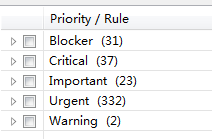 Priority / Rule
Blocker (31)
Critical (37)
Important (23)
Urgent (332)
Warning (2)